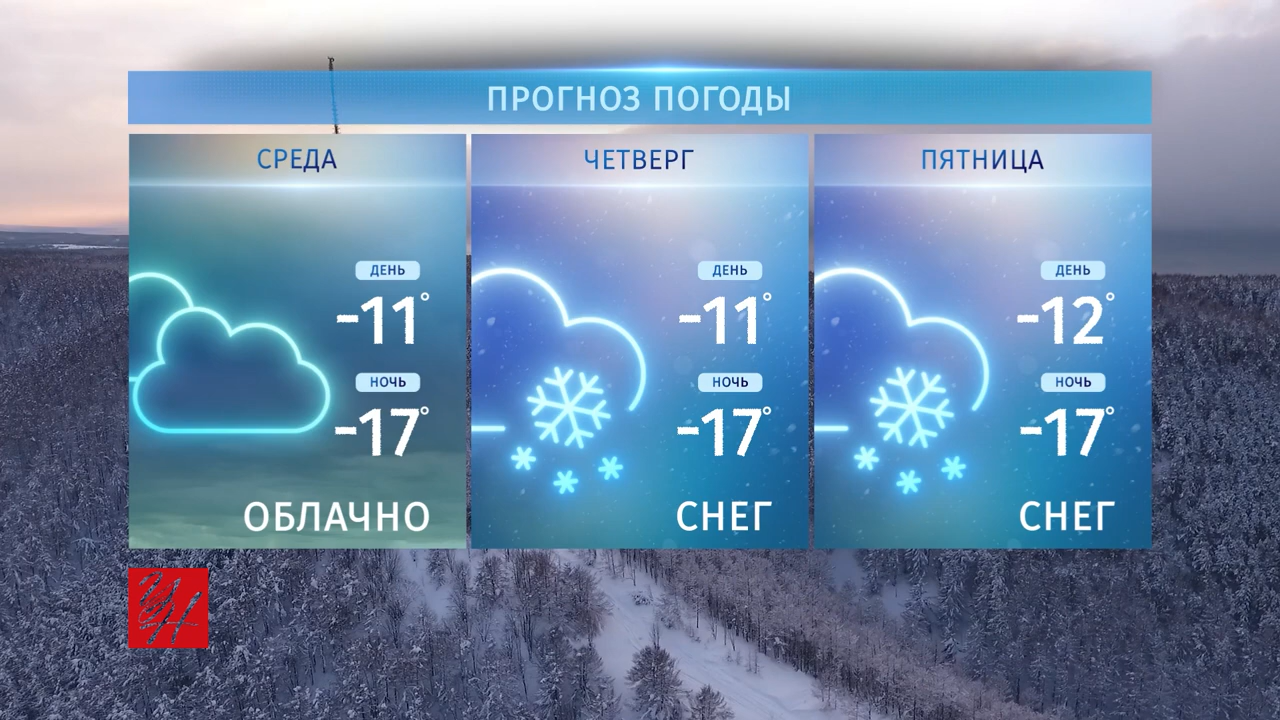 ПРОГНОЗ ПОГОДЫ
СРЕДА
ДЕНЬ
-11°
НОЧЬ
-17°
ОБЛАЧНО
ЧЕТВЕРГ
ДЕНЬ
-11°
НОЧЬ
-17°
СНЕГ
ПЯТНИЦА
ДЕНЬ
-12°
НОЧЬ
-17°
СНЕГ
УН